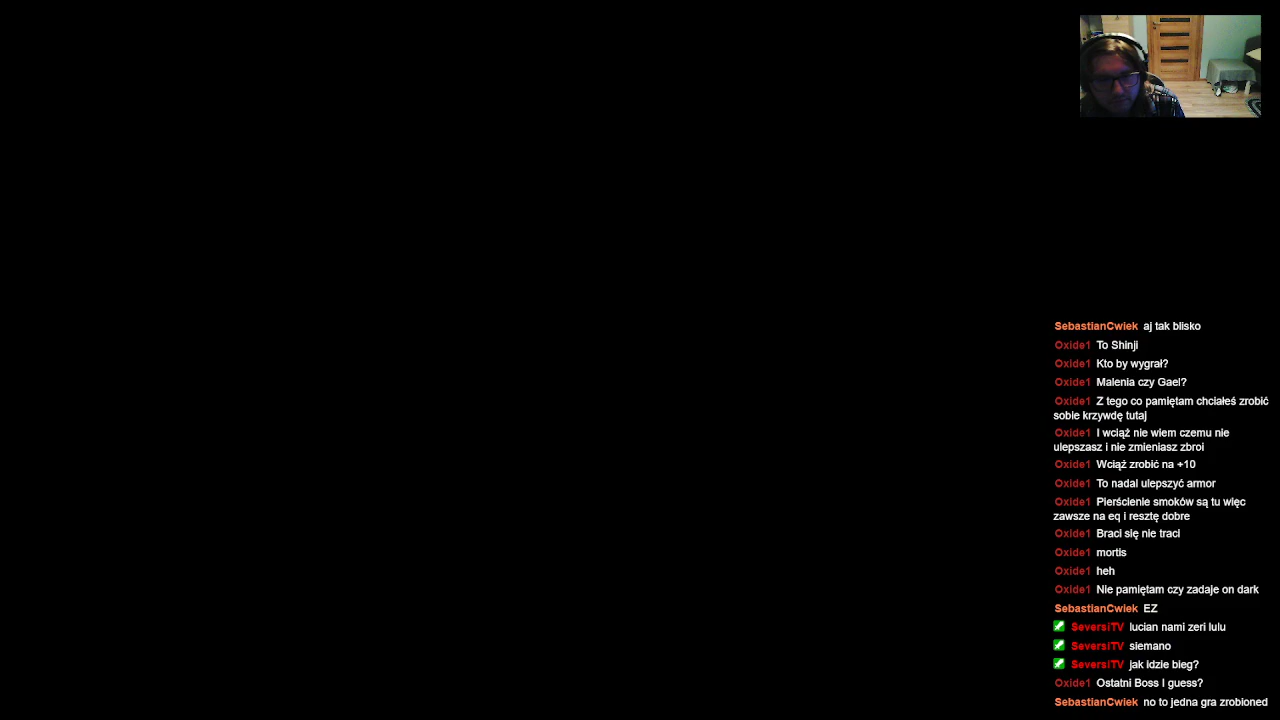 SebastianCwiek aj tak blisko
Oxide1 To Shinji
Oxide1 Kto by wygrał?
Oxide1 Malenia czy Gael?
Oxide1 Z tego co pamiętam chciałeś zrobić
sobie krzywdę tutaj
Oxide1 I wciąż nie wiem czemu nie
ulepszasz i nie zmieniasz zbroi
Oxide1 Wciąż zrobić na +10
Oxide1 To nadal ulepszyć armor
Oxide1 Pierścienie smoków są tu więc
zawsze na eq i resztę dobre
Oxide1 Braci się nie traci
Oxide1 mortis
Oxide1 heh
Oxide1 Nie pamiętam czy zadaje on dark
SebastianCwiek EZ
SeversiTV lucian nami zeri lulu
SeversiTV siemano
SeversiTV jak idzie bieg?
Oxide1 Ostatni Boss I guess?
SebastianCwiek no to jedna gra zrobioned